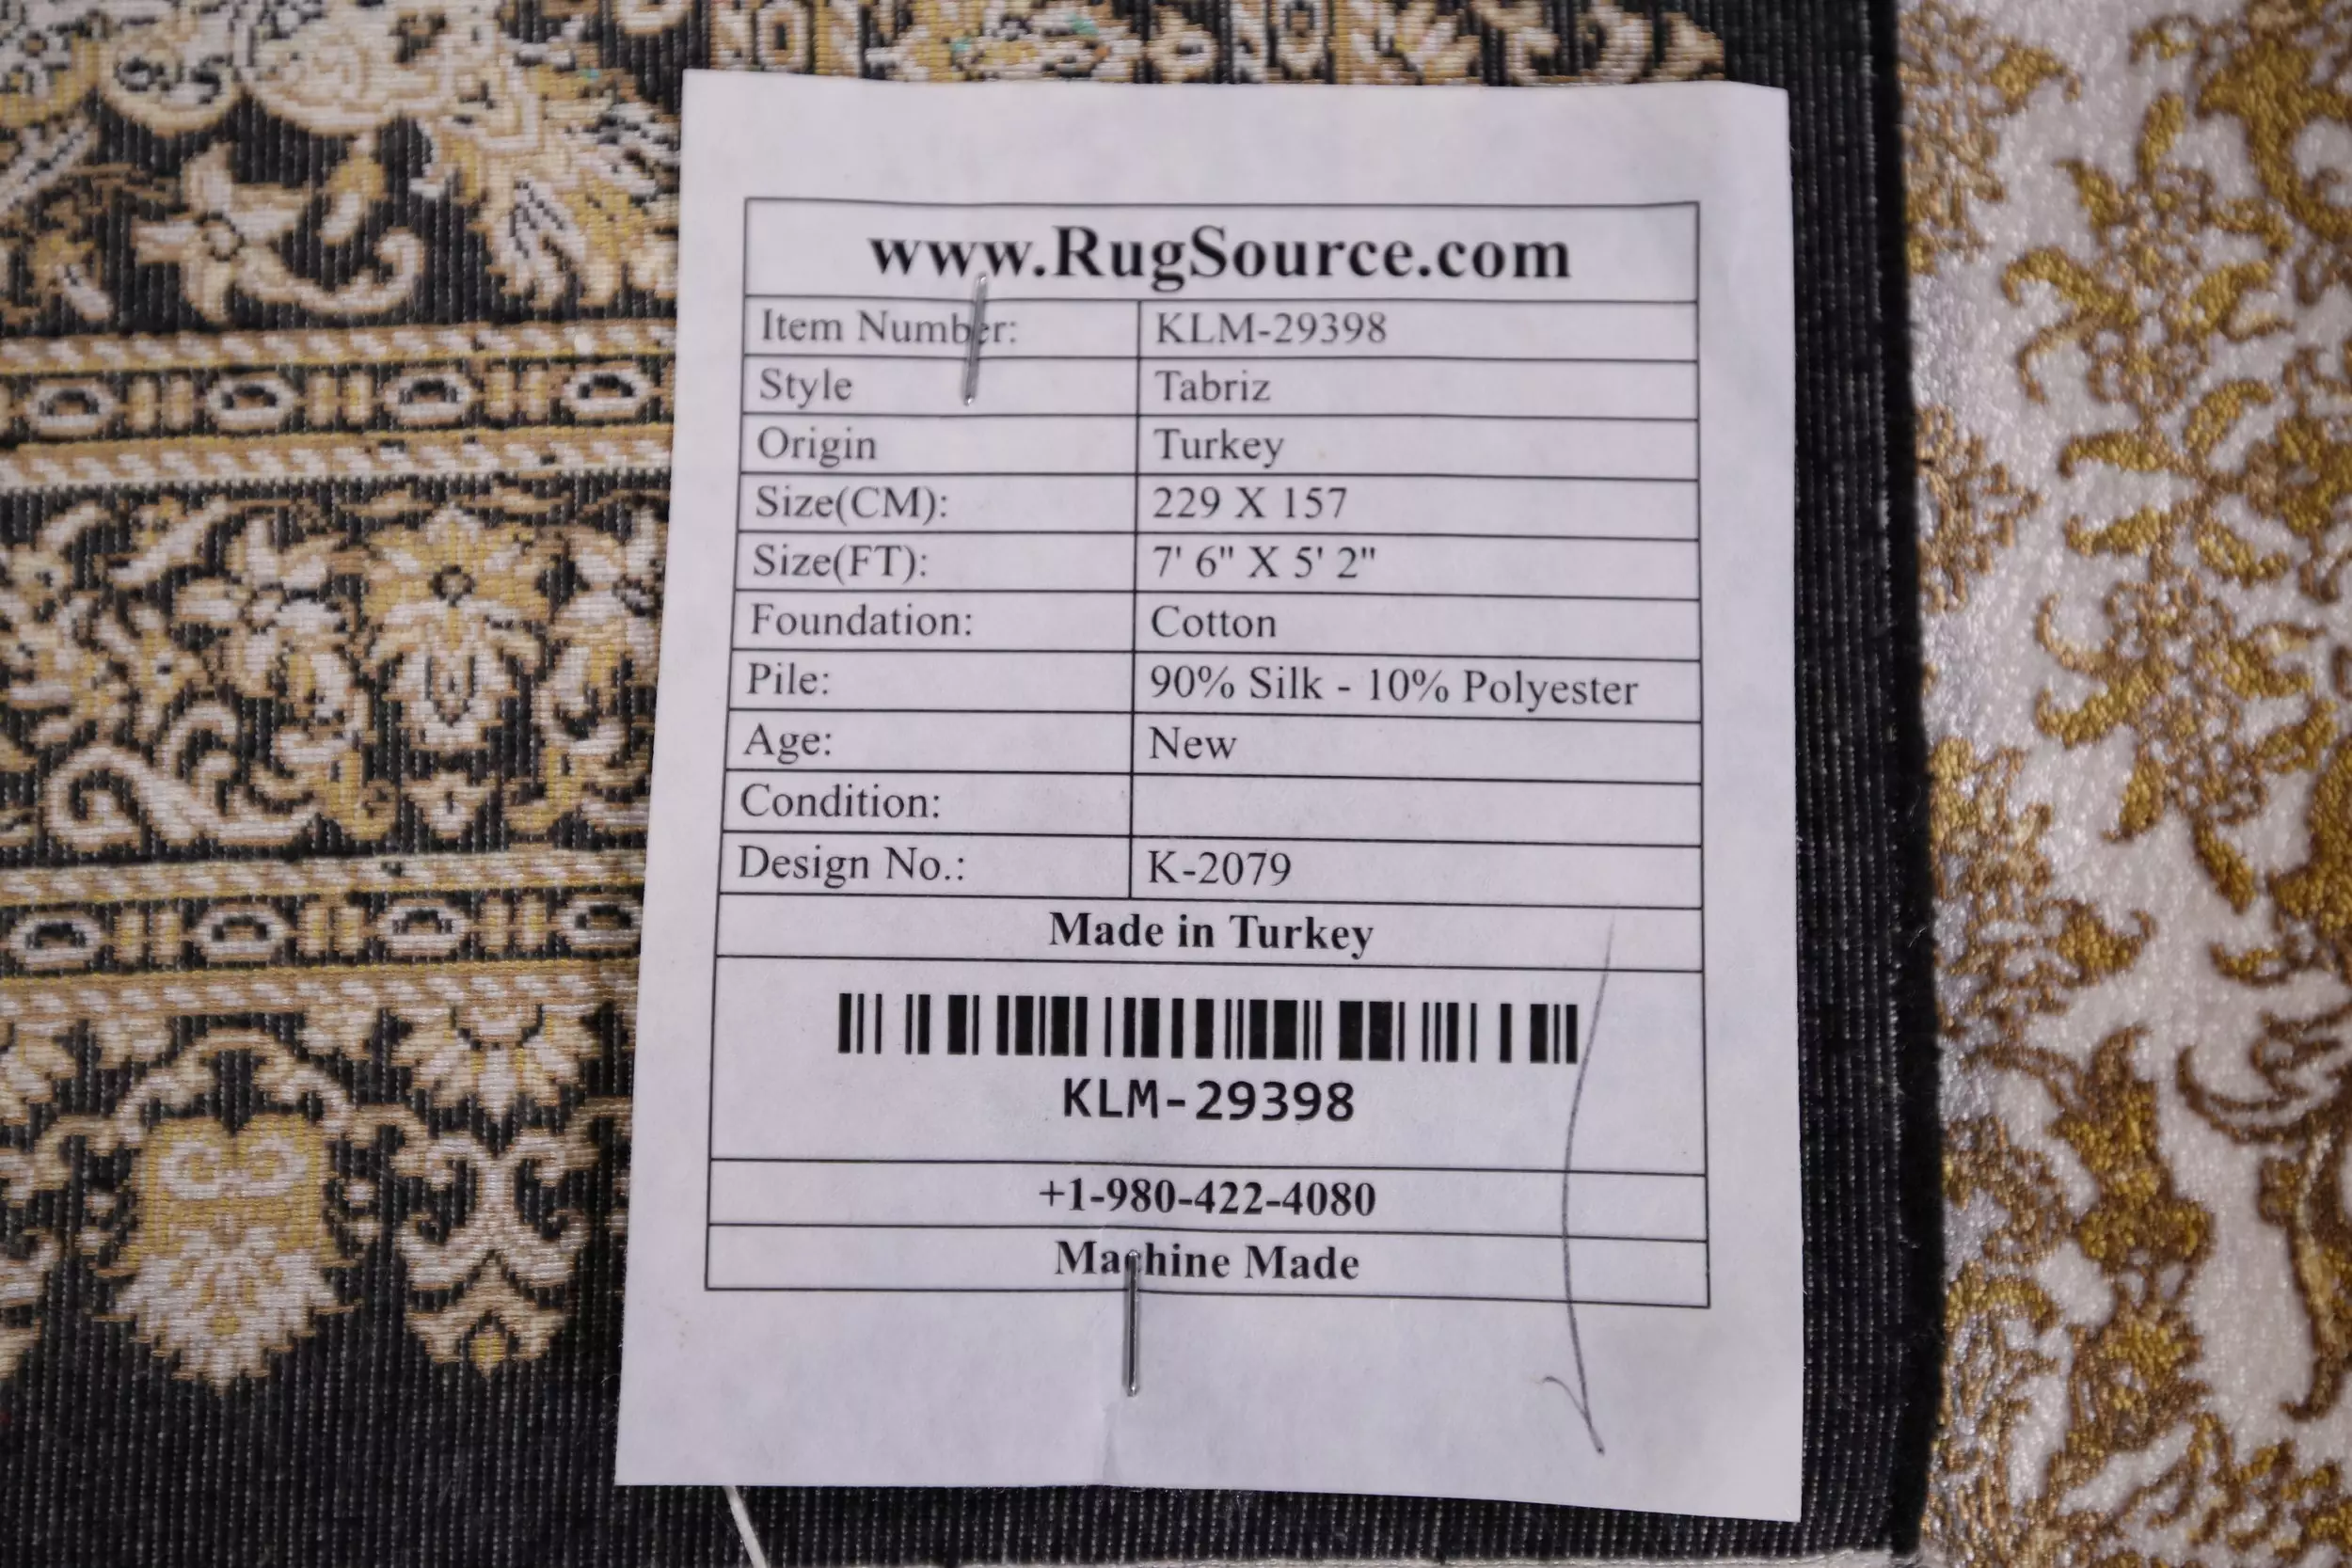 www.RugSource.com
Item Number: KLM-29398
Style Tabriz
Origin Turkey
Size(CM): 229 X 157
Size(FT): 7' 6" X 5' 2"
Foundation: Cotton
Pile: 90% Silk - 10% Polyester
Age: New
Condition:
Design No.: K-2079
Made in Turkey
KLM-29398
+1-980-422-4080
Machine Made